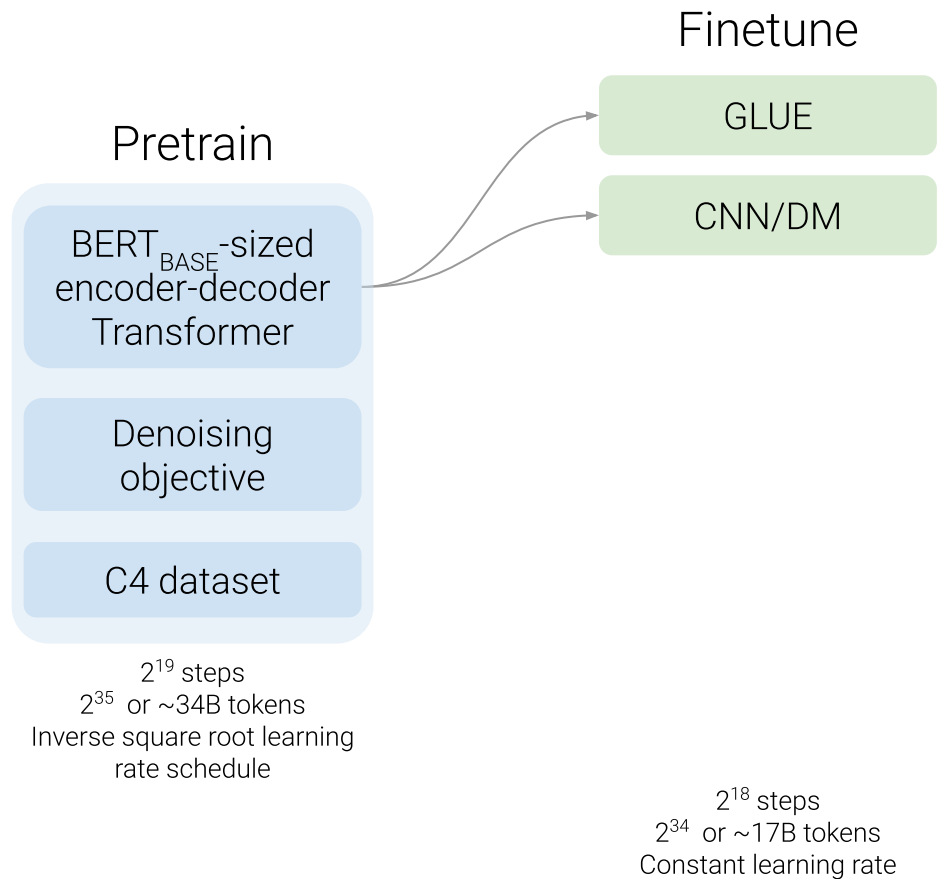 Pretrain
BERT_BASE-sized
encoder-decoder
Transformer
Denoising
objective
C4 dataset
2^19 steps
2^35 or ~34B tokens
Inverse square root learning
rate schedule
Finetune
GLUE
CNN/DM
2^18 steps
2^34 or ~17B tokens
Constant learning rate